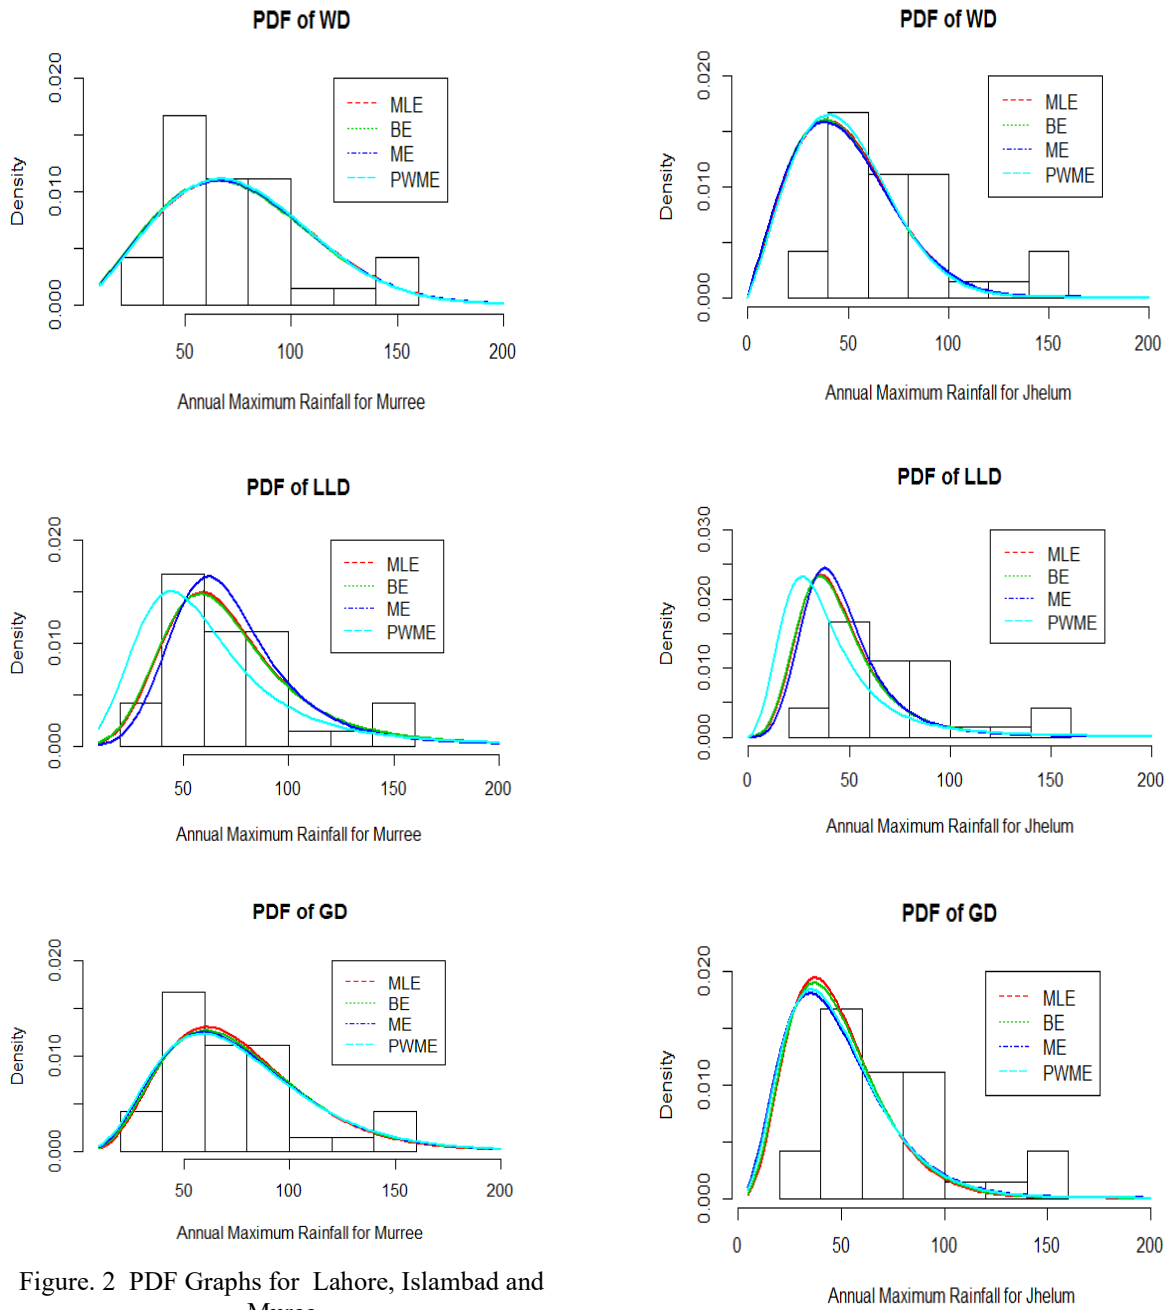 PDF of WD
0.020
0.010
0.000
Density
MLE
BE
ME
PWME
50 100 150 200
Annual Maximum Rainfall for Murree
PDF of LLD
0.020
0.010
0.000
Density
MLE
BE
ME
PWME
50 100 150 200
Annual Maximum Rainfall for Murree
PDF of GD
0.020
0.010
0.000
Density
MLE
BE
ME
PWME
50 100 150 200
Annual Maximum Rainfall for Murree
Figure. 2 PDF Graphs for Lahore, Islambad and
PDF of WD
0.020
0.010
0.000
Density
MLE
BE
ME
PWME
0 50 100 150 200
Annual Maximum Rainfall for Jhelum
PDF of LLD
0.030
0.020
0.010
0.000
Density
MLE
BE
ME
PWME
0 50 100 150 200
Annual Maximum Rainfall for Jhelum
PDF of GD
0.020
0.010
0.000
Density
MLE
BE
ME
PWME
0 50 100 150 200
Annual Maximum Rainfall for Jhelum